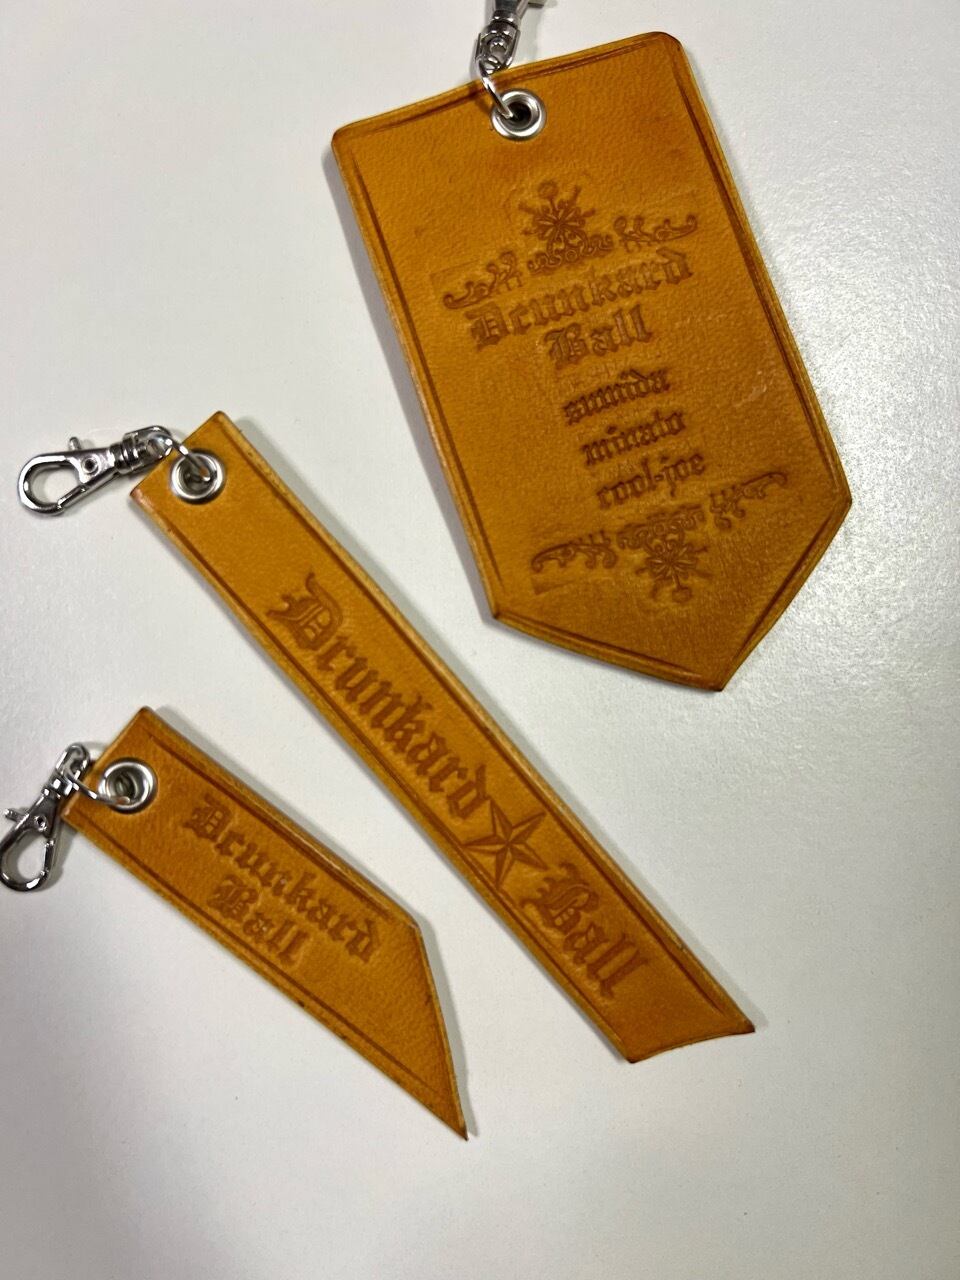 Drunkard
Ball
sumida
minato
cool-joe
Drunkard Ball
Drunkard
Ball